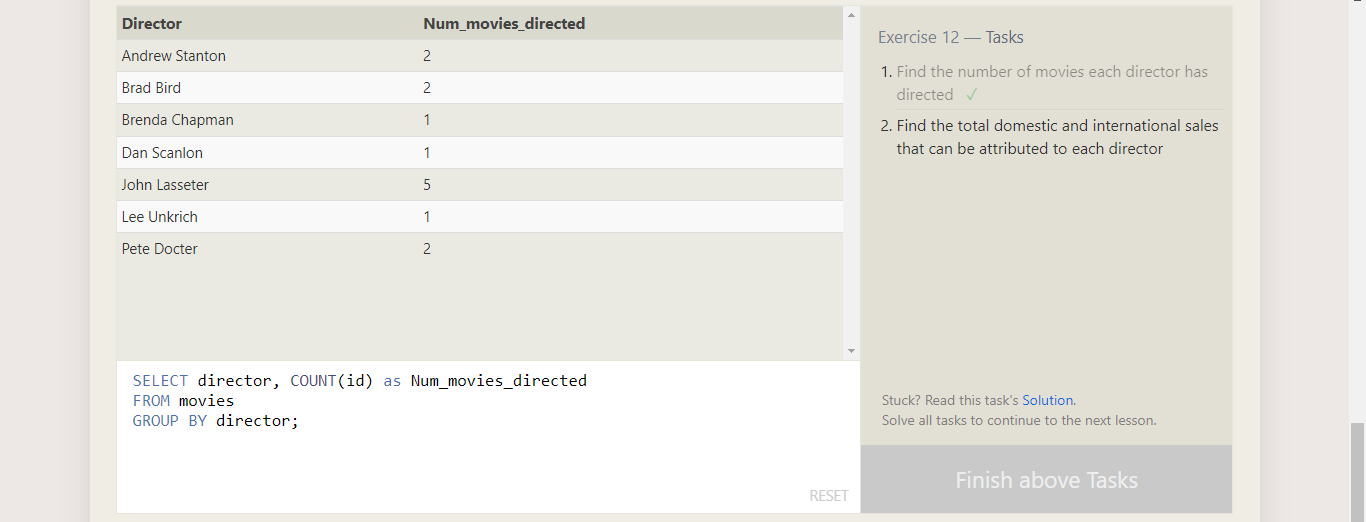 Director Num_movies_directed
Andrew Stanton 2
Brad Bird 2
Brenda Chapman 1
Dan Scanlon 1
John Lasseter 5
Lee Unkrich 1
Pete Docter 2
SELECT director, COUNT(id) as Num_movies_directed
FROM movies
GROUP BY director;
RESET
Exercise 12 — Tasks
1. Find the number of movies each director has
directed ✓
2. Find the total domestic and international sales
that can be attributed to each director
Stuck? Read this task's Solution.
Solve all tasks to continue to the next lesson.
Finish above Tasks